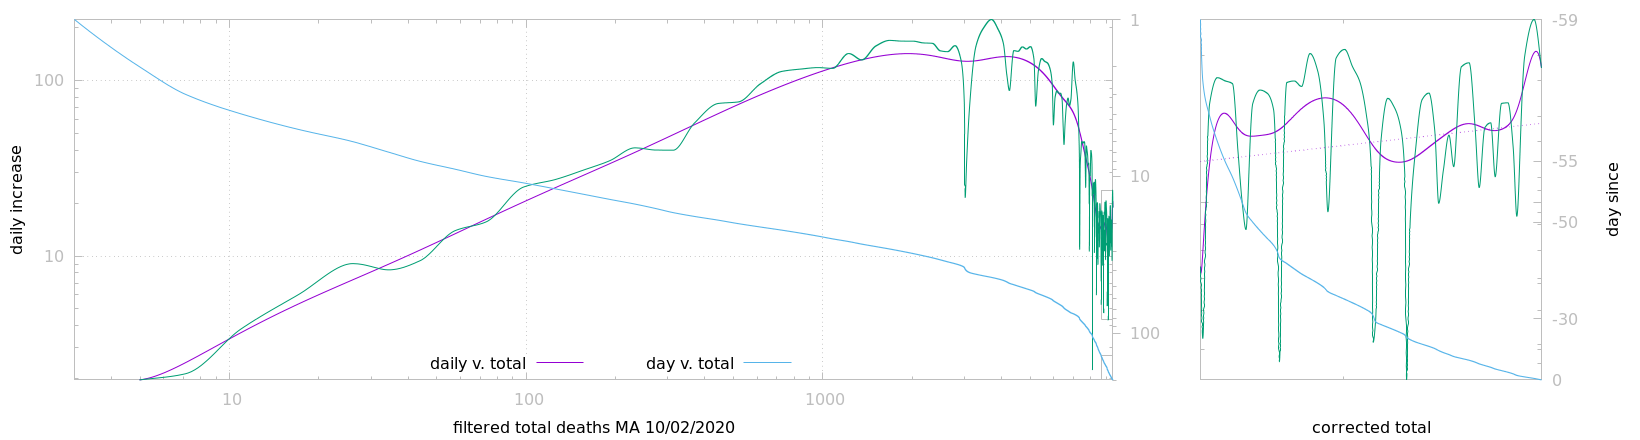 daily increase
100
10
daily v. total
day v. total
1
10
100
10
100
1000
filtered total deaths MA 10/02/2020
-59
-55
-50
-30
0
day since
corrected total